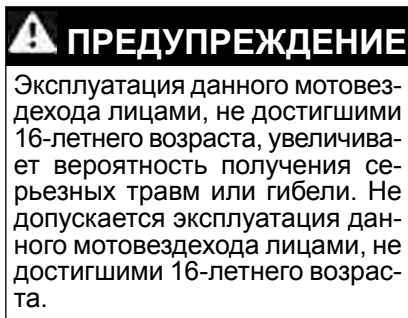 ПРЕДУПРЕЖДЕНИЕ
Эксплуатация данного мотовез-
дехода лицами, не достигшими
16-летнего возраста, увеличива-
ет вероятность получения се-
рьезных травм или гибели. Не
допускается эксплуатация дан-
ного мотовездехода лицами, не
достигшими 16-летнего возрас-
та.